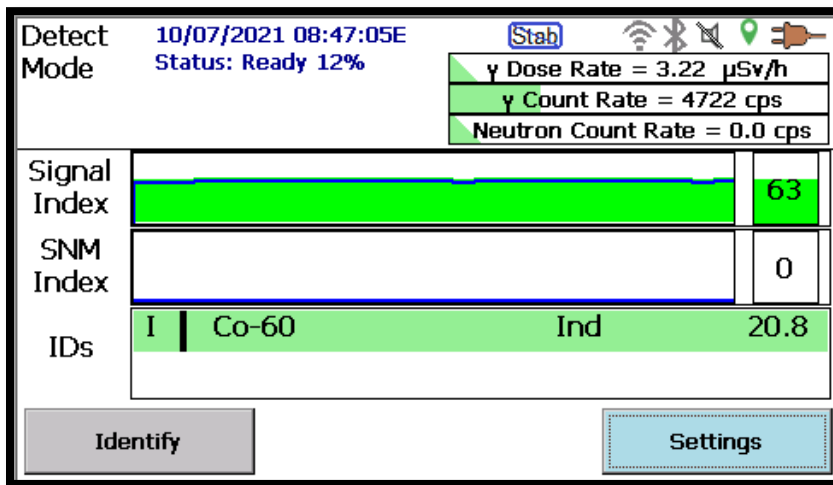 Detect Mode
10/07/2021 08:47:05E
Status: Ready 12%
Stab
γ Dose Rate = 3.22 µSv/h
γ Count Rate = 4722 cps
Neutron Count Rate = 0.0 cps
Signal Index
63
SNM Index
0
IDs
I Co-60 Ind 20.8
Identify
Settings